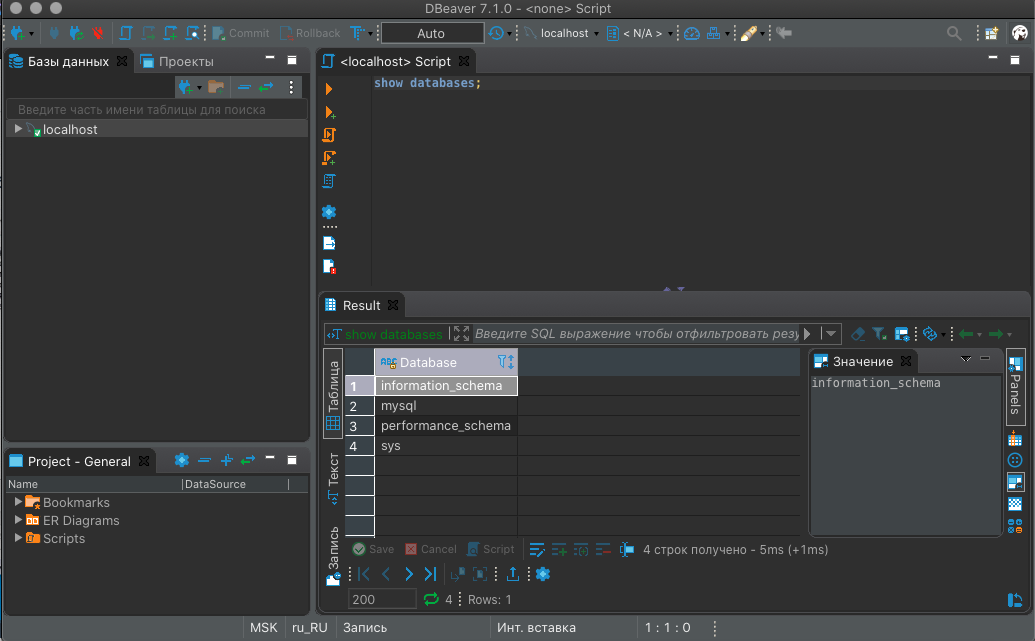 DBeaver 7.1.0 - <none> Script
Commit Rollback Auto localhost < N/A >
Базы данных Проекты
Введите часть имени таблицы для поиска
localhost
<localhost> Script
show databases;
Project - General
Name DataSource
Bookmarks
ER Diagrams
Scripts
Result
show databases Введите SQL выражение чтобы отфильтровать резу
Таблица
Текст
Запись
Database
1 information_schema
2 mysql
3 performance_schema
4 sys
Значение
information_schema
Panels
Save Cancel Script 4 строк получено - 5ms (+1ms)
200 4 Rows: 1
MSK ru_RU Запись Инт. вставка 1 : 1 : 0